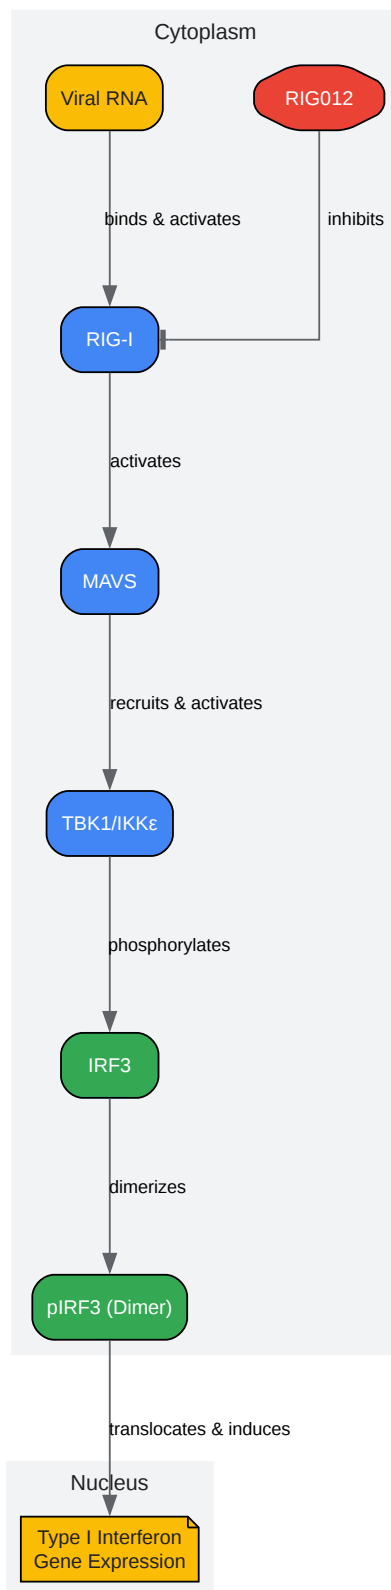 Cytoplasm
Viral RNA
RIG012
binds & activates
inhibits
RIG-I
activates
MAVS
recruits & activates
TBK1/IKKε
phosphorylates
IRF3
dimerizes
pIRF3 (Dimer)
translocates & induces
Nucleus
Type I Interferon
Gene Expression